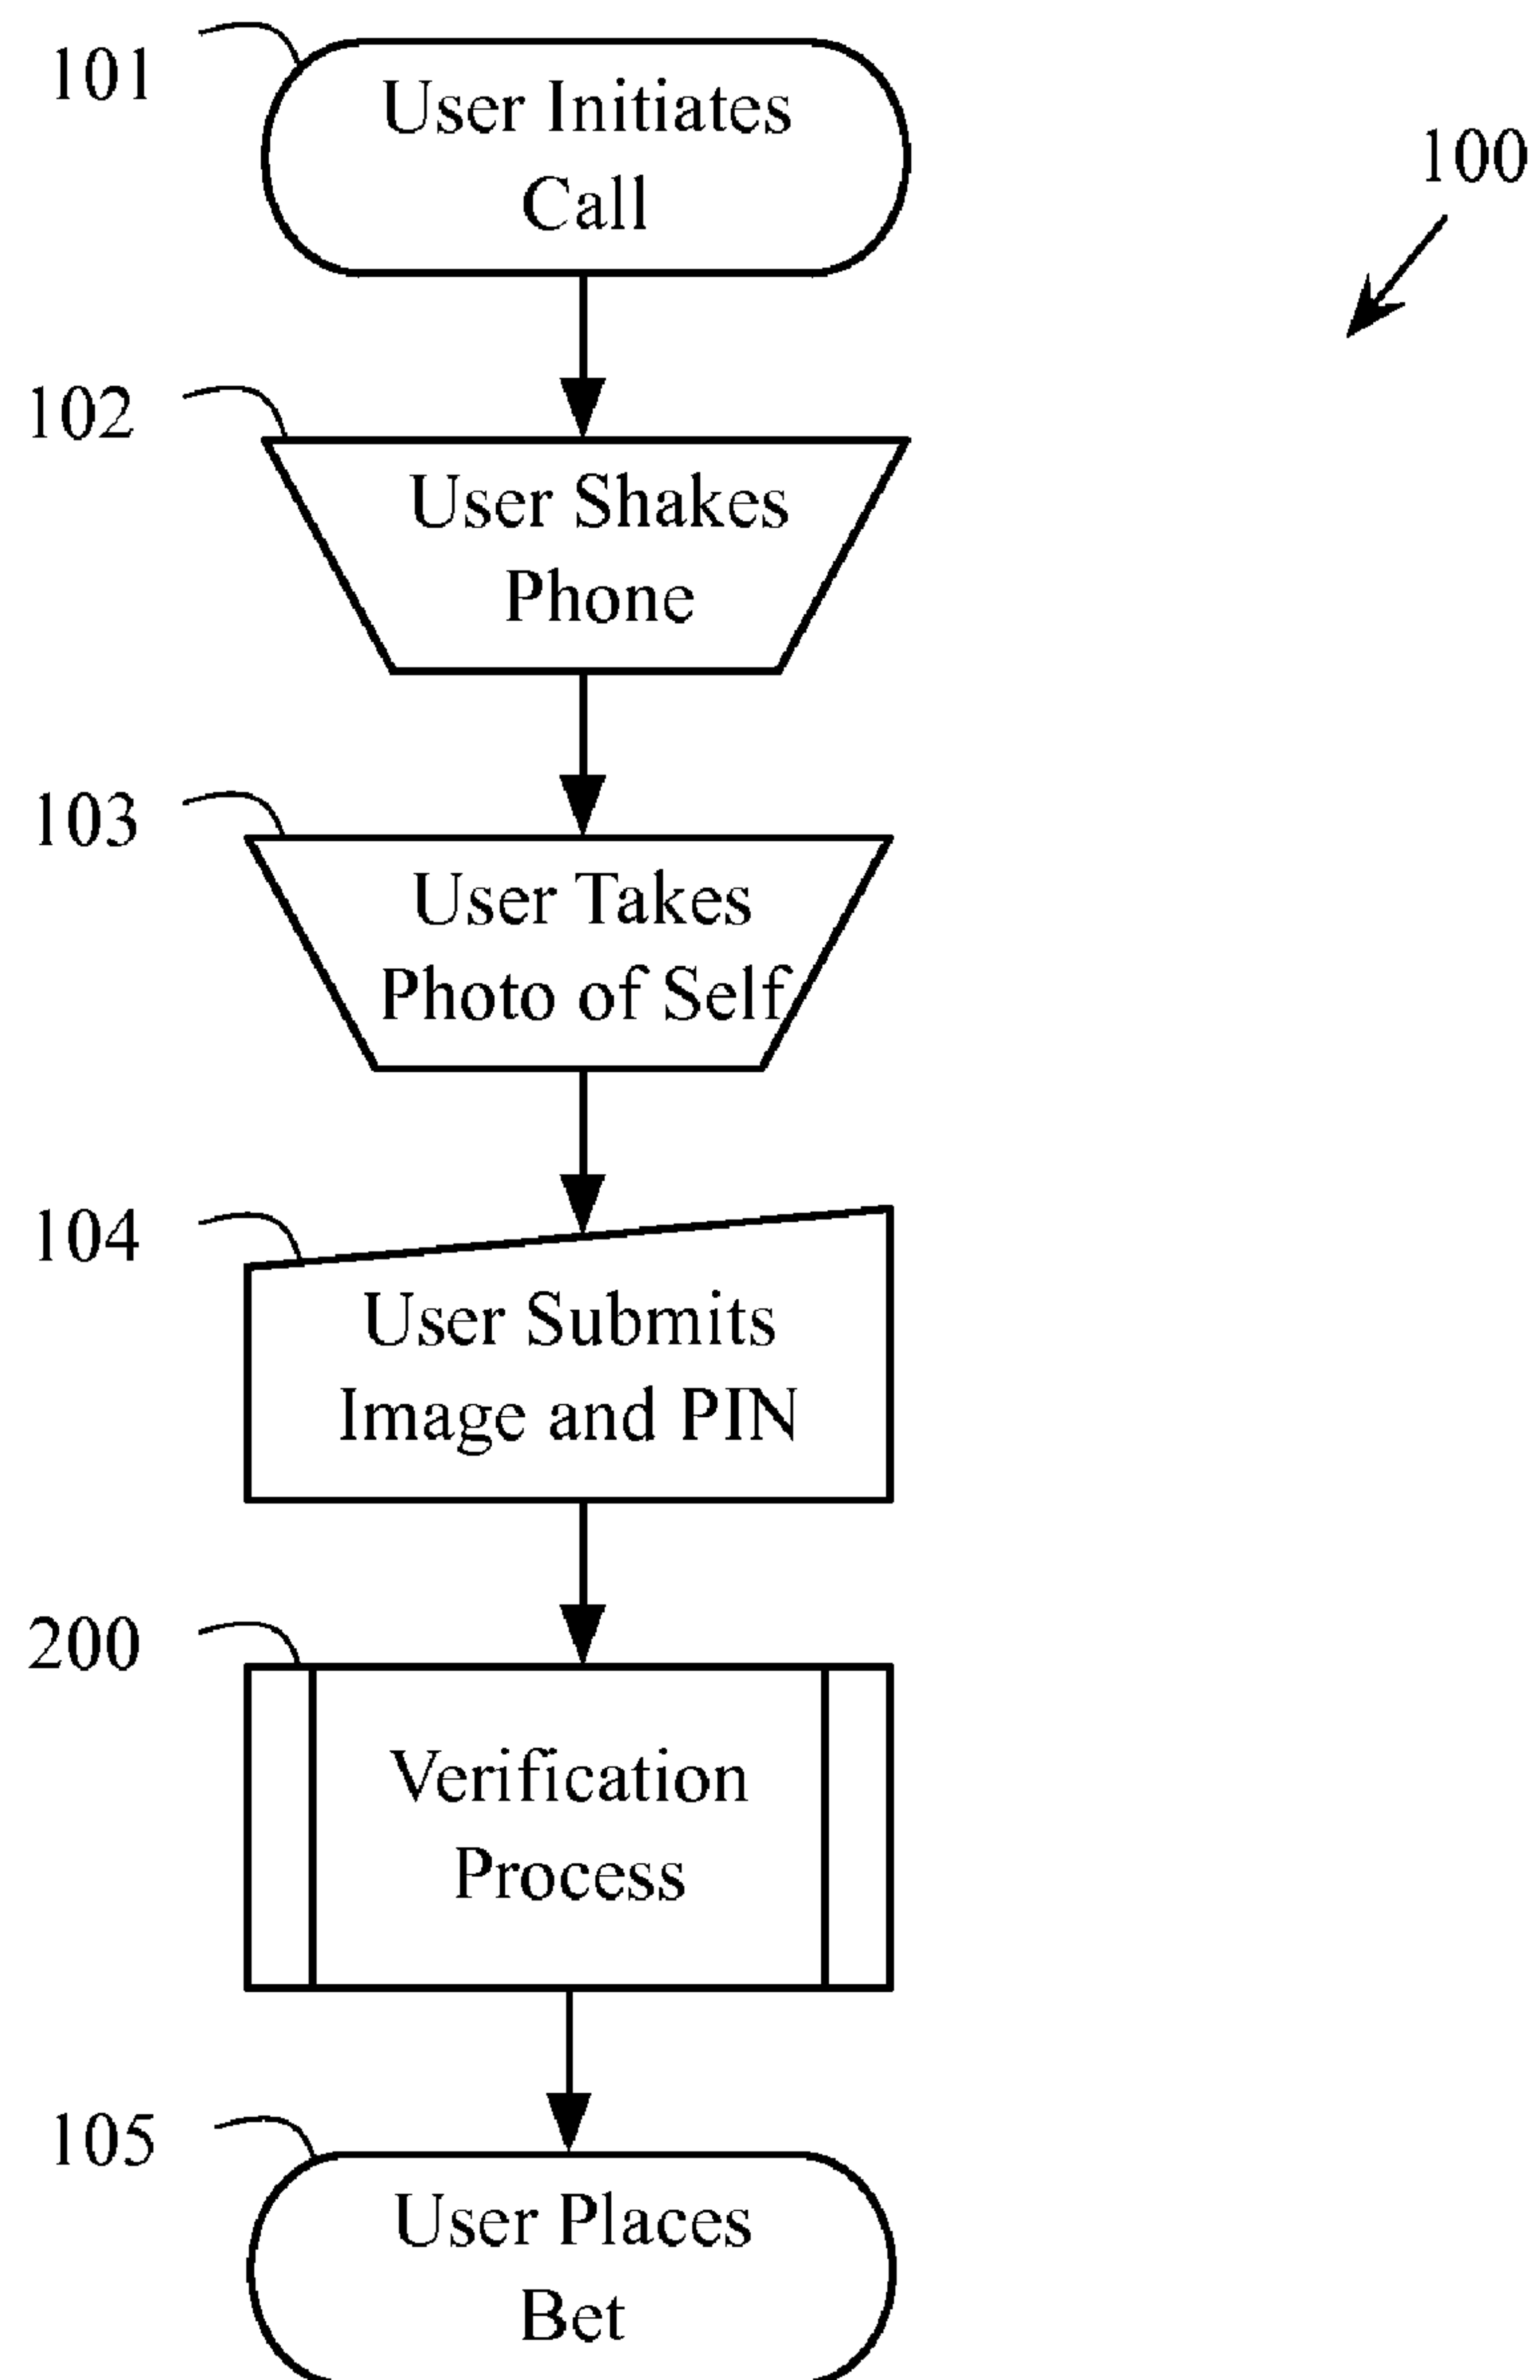 101
User Initiates
Call
100
102
User Shakes
Phone
103
User Takes
Photo of Self
104
User Submits
Image and PIN
200
Verification
Process
105
User Places
Bet